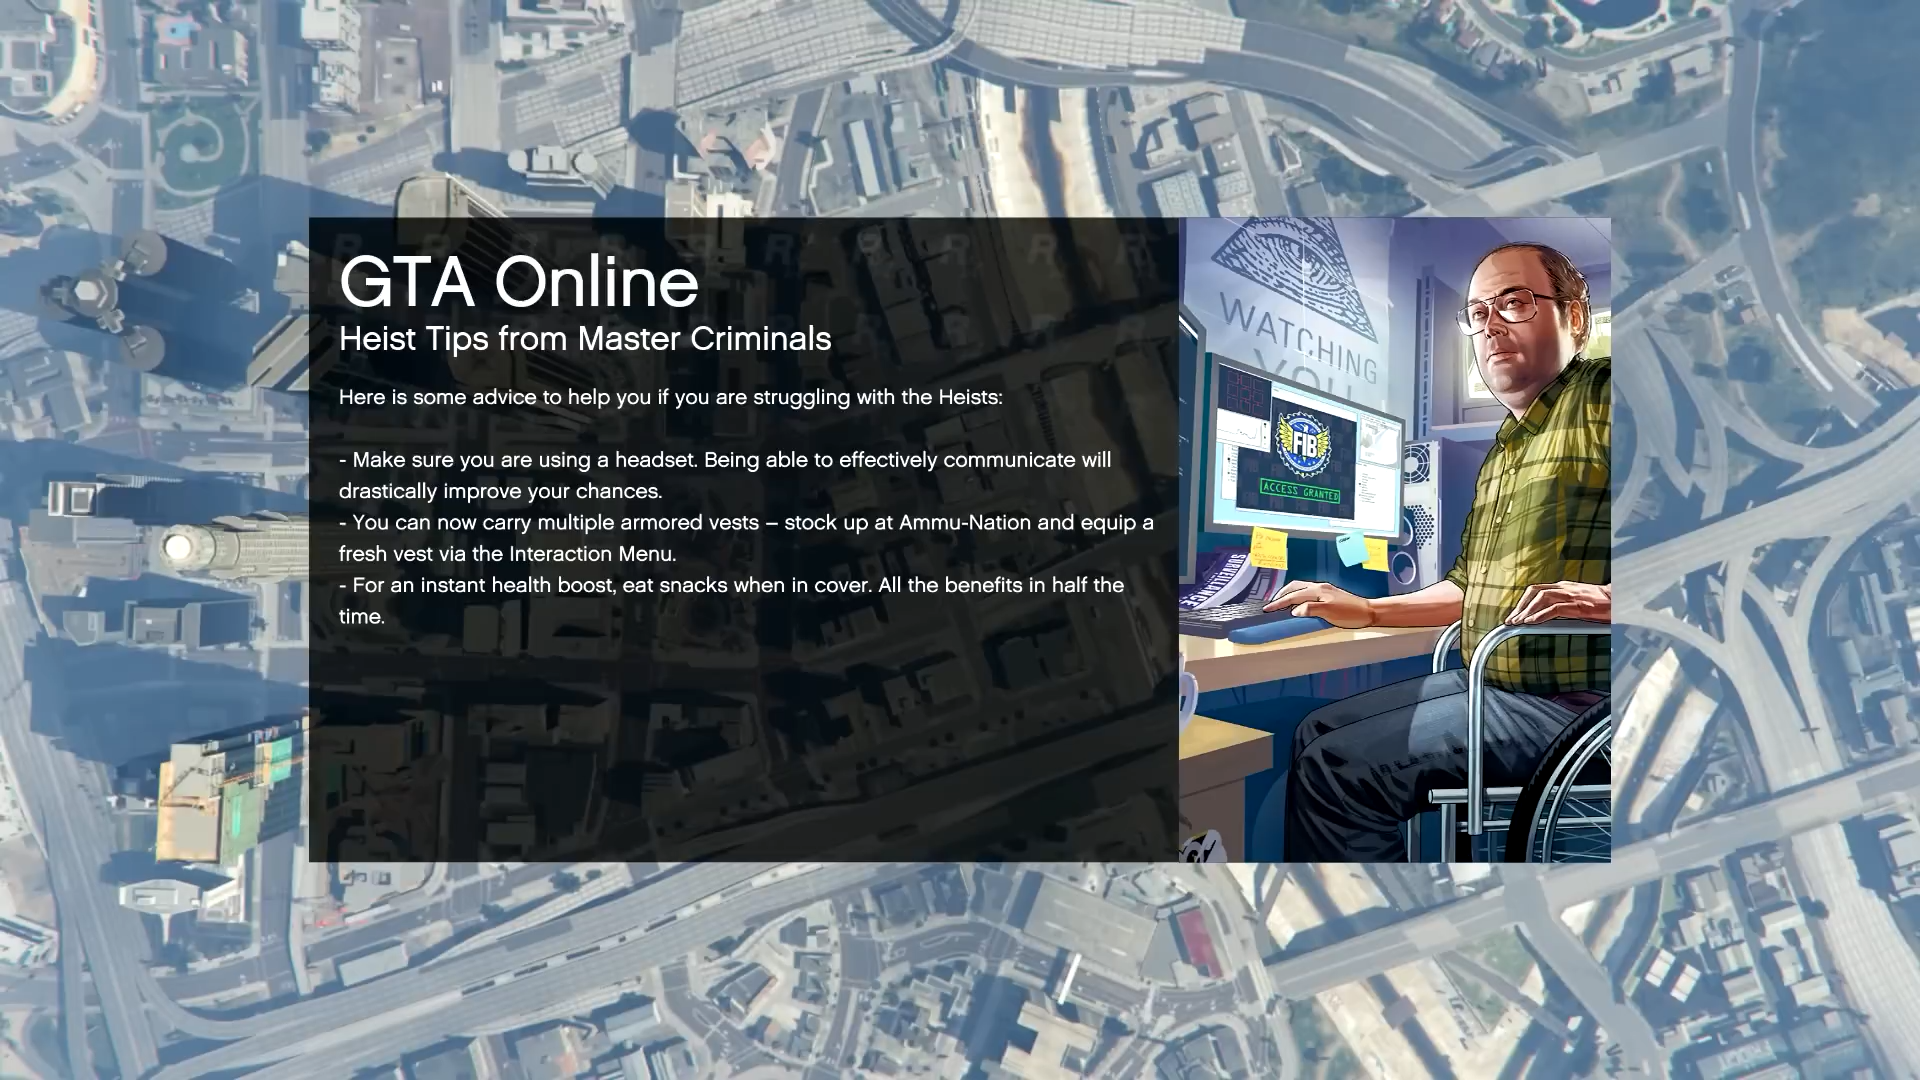 GTA Online
Heist Tips from Master Criminals
Here is some advice to help you if you are struggling with the Heists:
- Make sure you are using a headset. Being able to effectively communicate will
drastically improve your chances.
- You can now carry multiple armored vests – stock up at Ammu-Nation and equip a
fresh vest via the Interaction Menu.
- For an instant health boost, eat snacks when in cover. All the benefits in half the
time.
WATCHING
YOU
FIB
ACCESS GRANTED
SURVEILLANCE